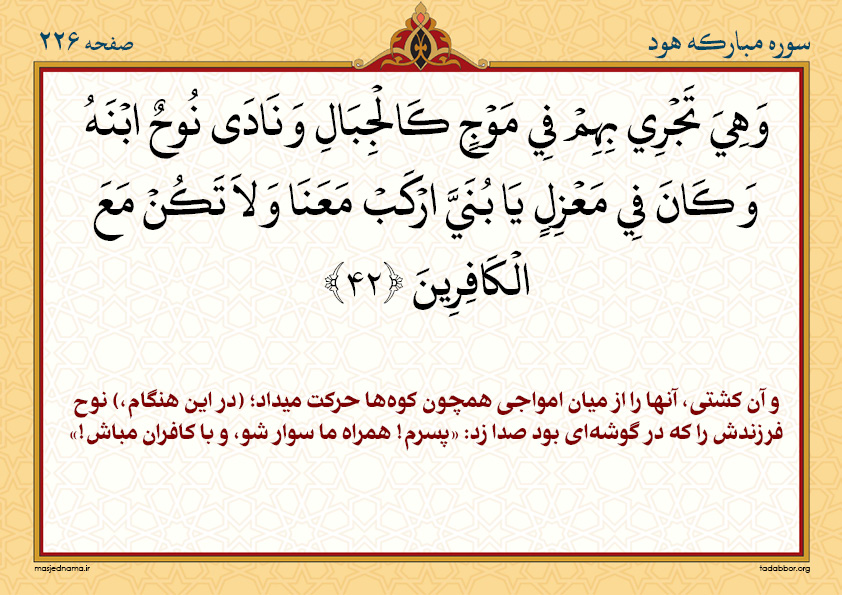 سوره مبارکه هود
صفحه ۲۲۶
وَهِيَ تَجْرِي بِهِمْ فِي مَوْجٍ كَالْجِبَالِ وَنَادَى نُوحٌ ابْنَهُ
وَكَانَ فِي مَعْزِلٍ يَا بُنَيَّ ارْكَبْ مَعَنَا وَلاَ تَكُنْ مَعَ
الْكَافِرِينَ ﴿۴۲﴾
و آن کشتی، آنها را از میان امواجی همچون کوه‌ها حرکت میداد؛ (در این هنگام،) نوح
فرزندش را که در گوشه‌ای بود صدا زد: «پسرم! همراه ما سوار شو، و با کافران مباش!»
masjednama.ir
tadabbor.org